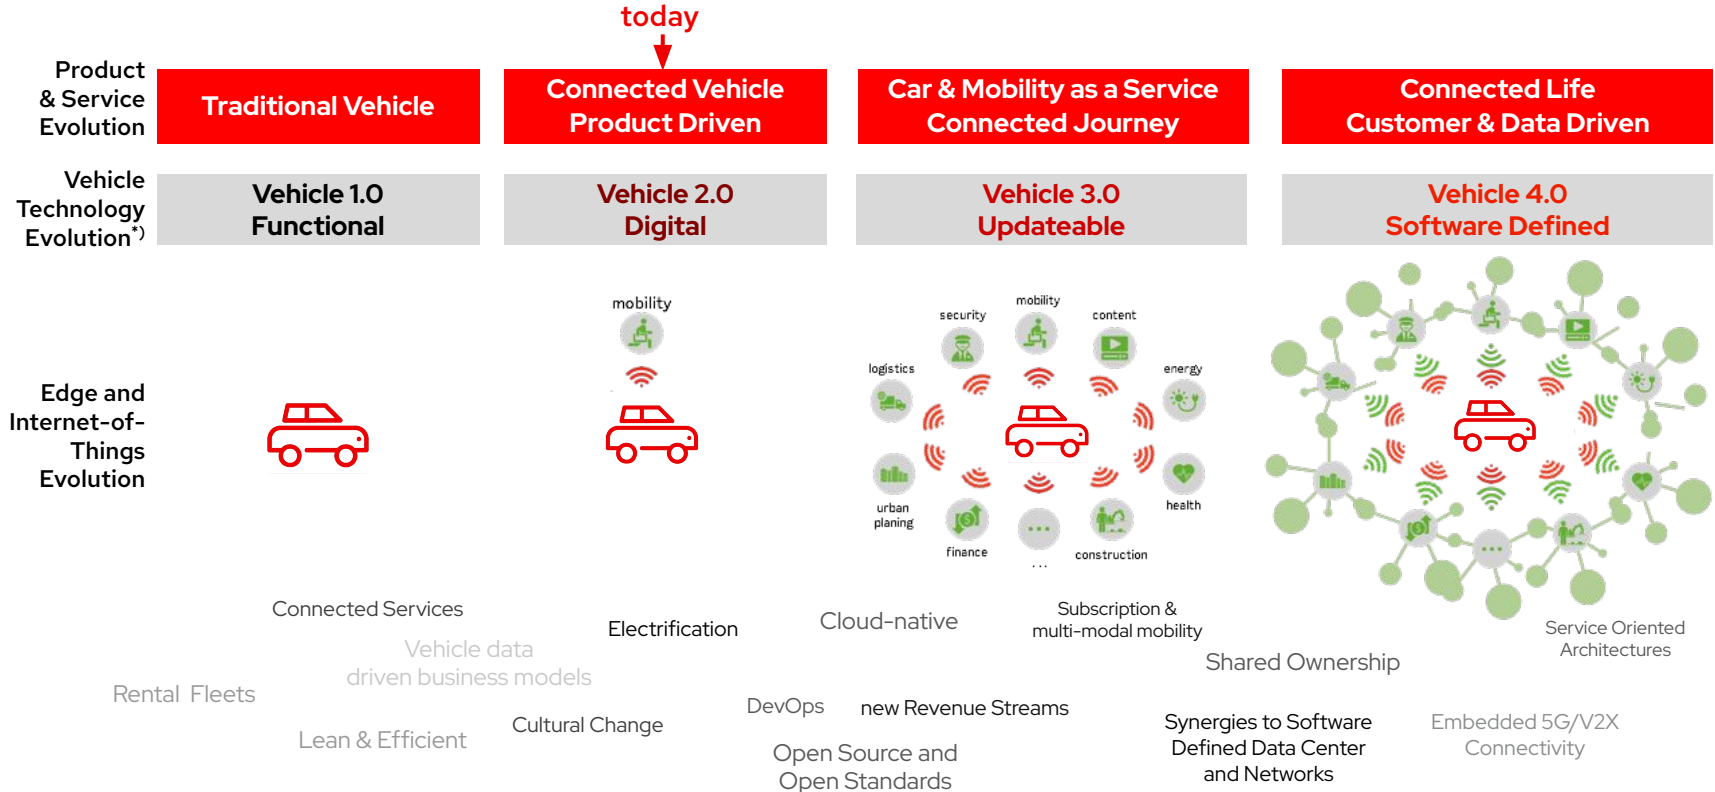 today
Product
& Service
Evolution
Traditional Vehicle
Connected Vehicle
Product Driven
Car & Mobility as a Service
Connected Journey
Connected Life
Customer & Data Driven
Vehicle
Technology
Evolution*)
Vehicle 1.0
Functional
Vehicle 2.0
Digital
Vehicle 3.0
Updateable
Vehicle 4.0
Software Defined
Edge and
Internet-of-
Things
Evolution
mobility
mobility
security
content
logistics
energy
urban
planing
health
finance
...
construction
Connected Services
Vehicle data
driven business models
Electrification
Cloud-native
Subscription &
multi-modal mobility
Service Oriented
Architectures
Shared Ownership
Rental Fleets
Lean & Efficient
Cultural Change
DevOps
new Revenue Streams
Open Source and
Open Standards
Synergies to Software
Defined Data Center
and Networks
Embedded 5G/V2X
Connectivity